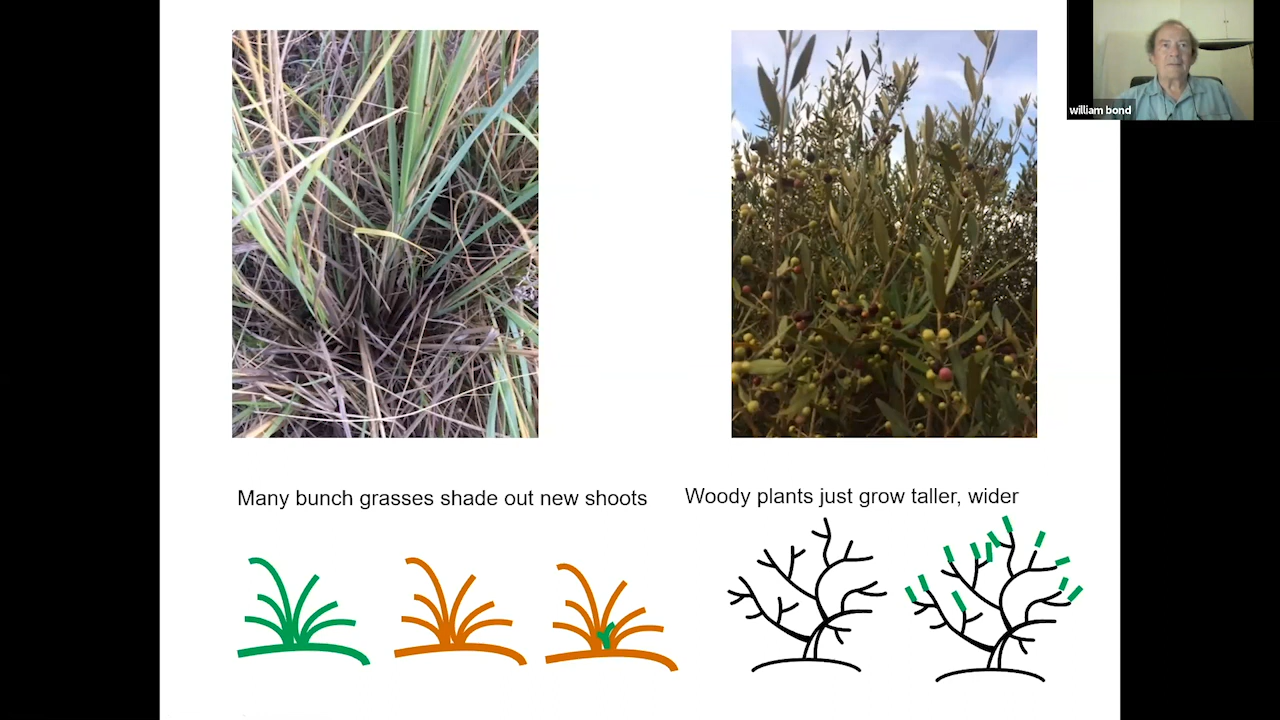 william bond
Many bunch grasses shade out new shoots
Woody plants just grow taller, wider